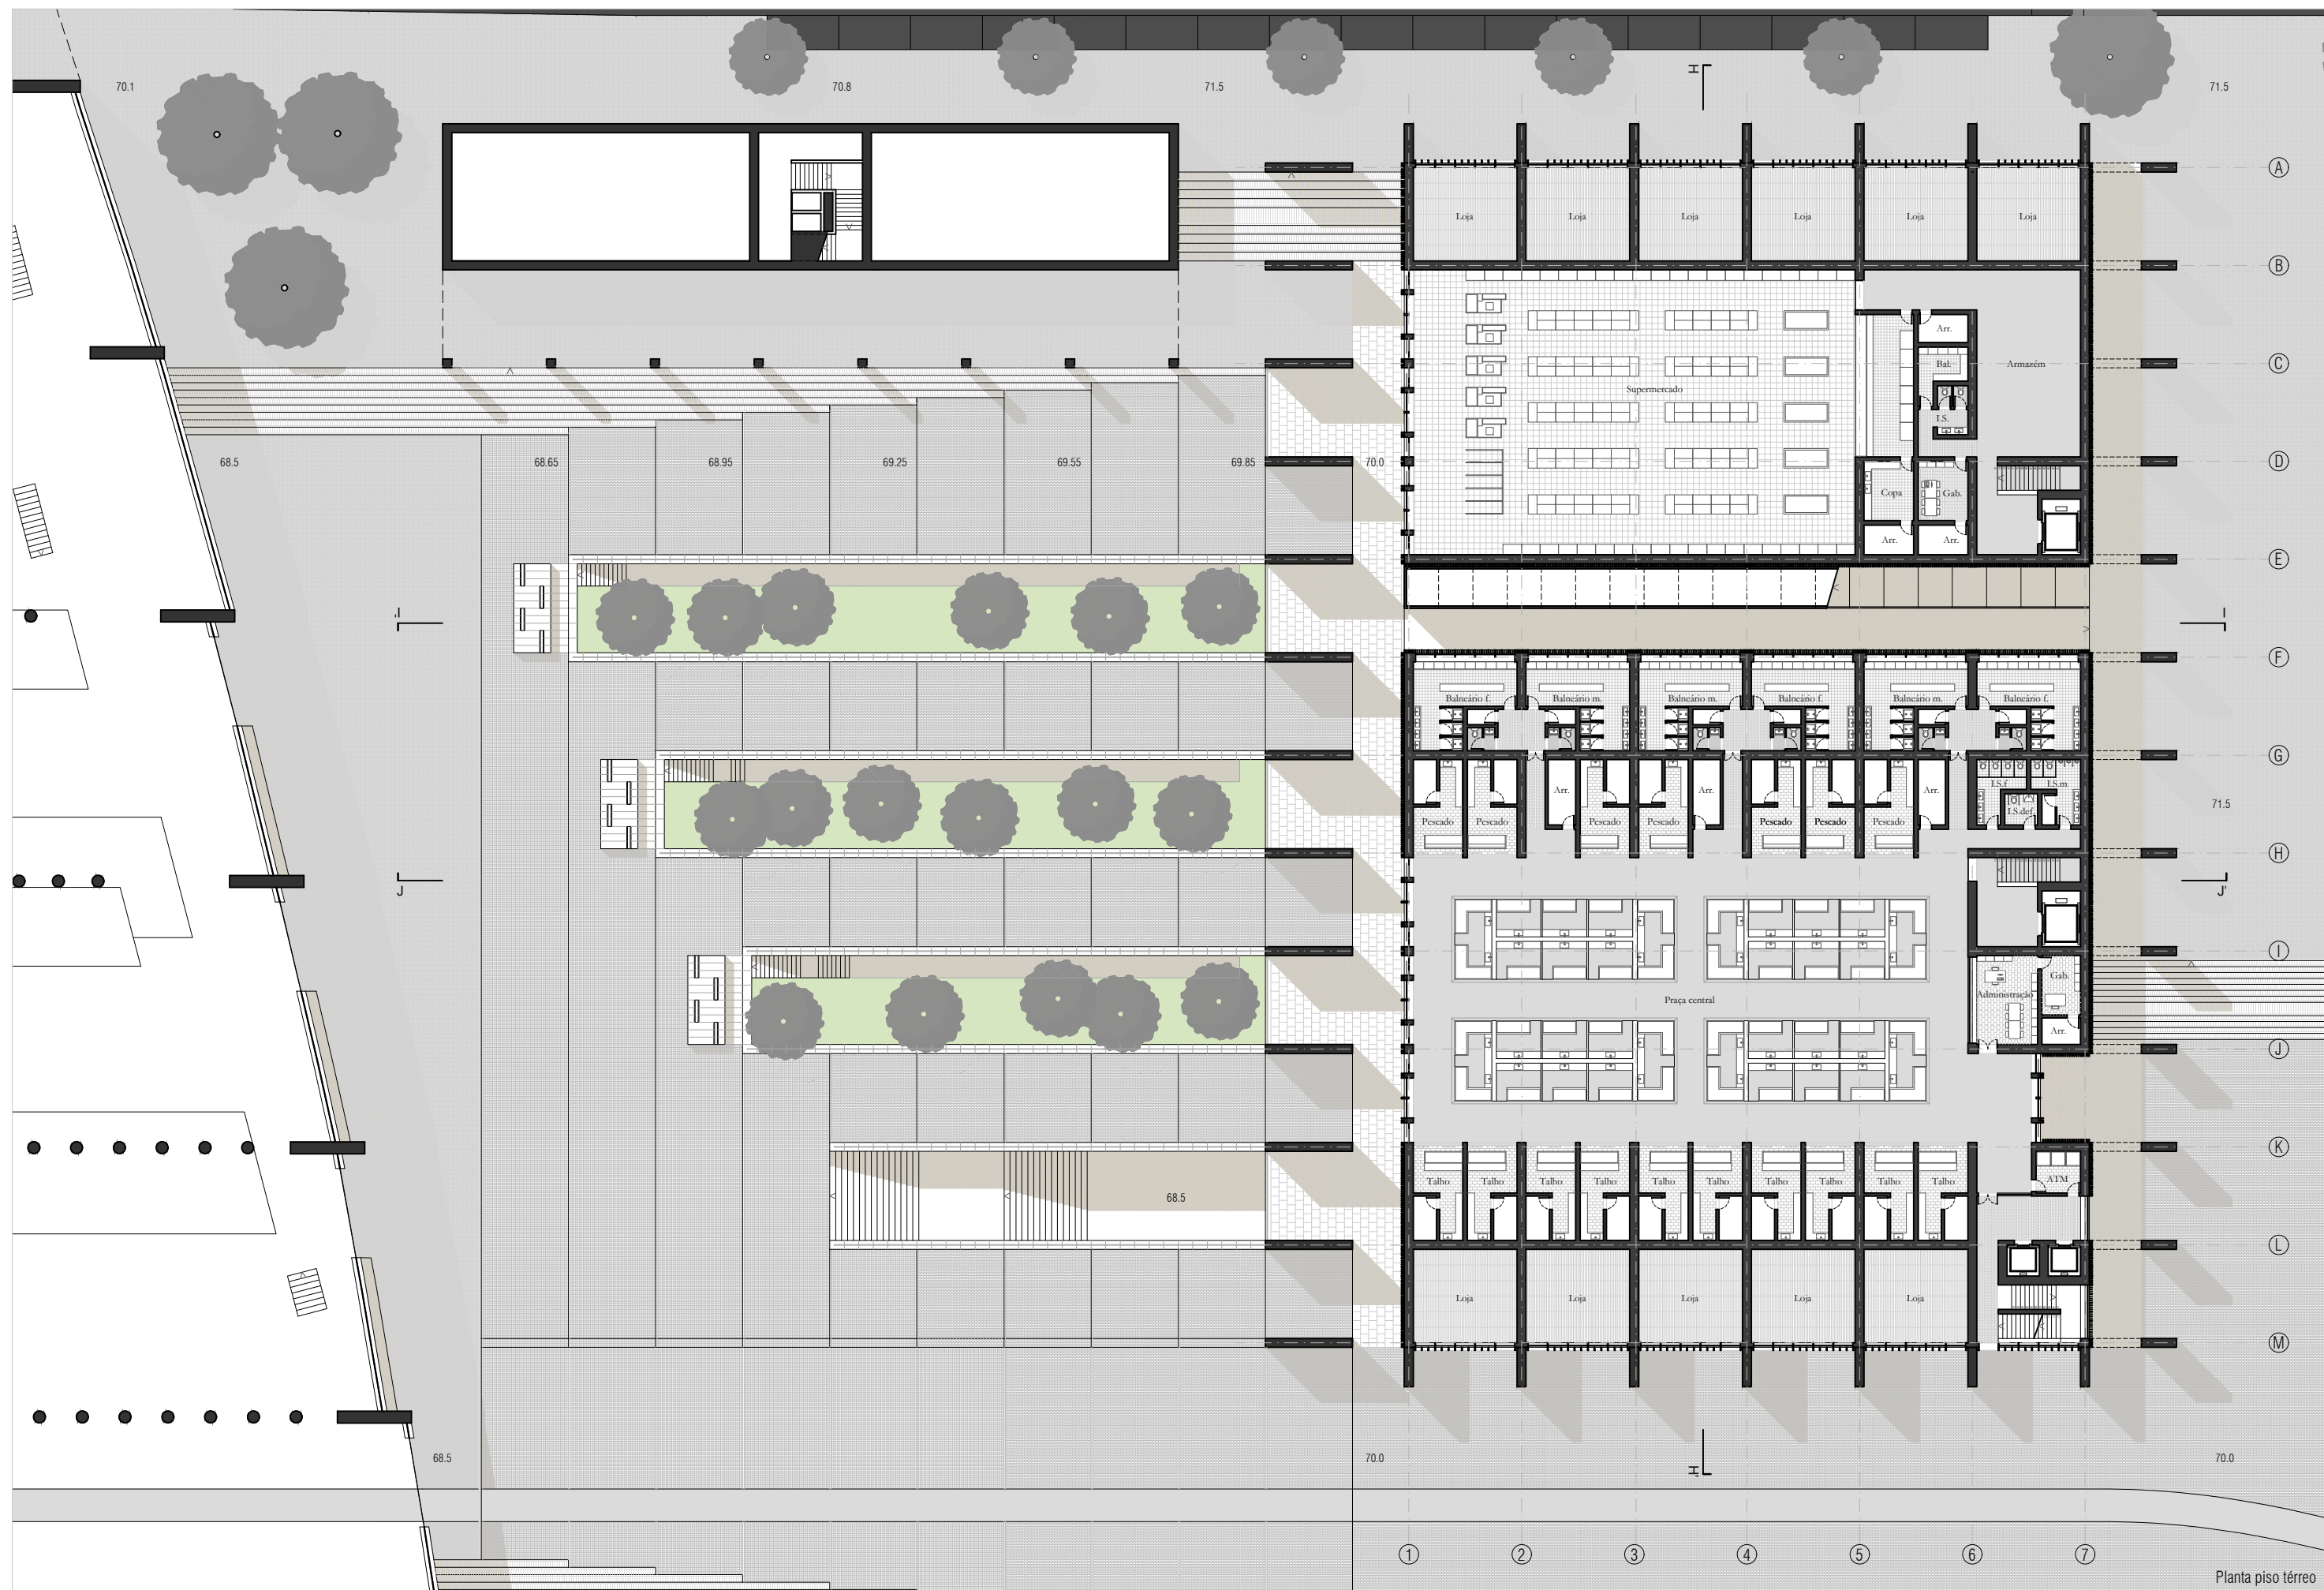 H
70.1
70.8
71.5
71.5
A
Loja
Loja
Loja
Loja
Loja
Loja
B
Arr.
Bal.
Armazém
C
Supermercado
I.S.
68.5
68.65
68.95
69.25
69.55
69.85
70.0
D
Copa
Gab.
Arr.
Arr.
E
I'
I
F
Balneário f.
Balneário m.
Balneário m.
Balneário f.
Balneário m.
Balneário f.
G
I.S.f
I.S.m
Arr.
Arr.
Arr.
71.5
I.S.def
Pescado
Pescado
Pescado
Pescado
Pescado
Pescado
Pescado
H
J
J'
I
Gab.
Administração
Praça central
Arr.
J
K
Talho
Talho
Talho
Talho
Talho
Talho
Talho
Talho
Talho
Talho
ATM
68.5
L
Loja
Loja
Loja
Loja
Loja
M
68.5
70.0
70.0
H'
1
2
3
4
5
6
7
Planta piso térreo